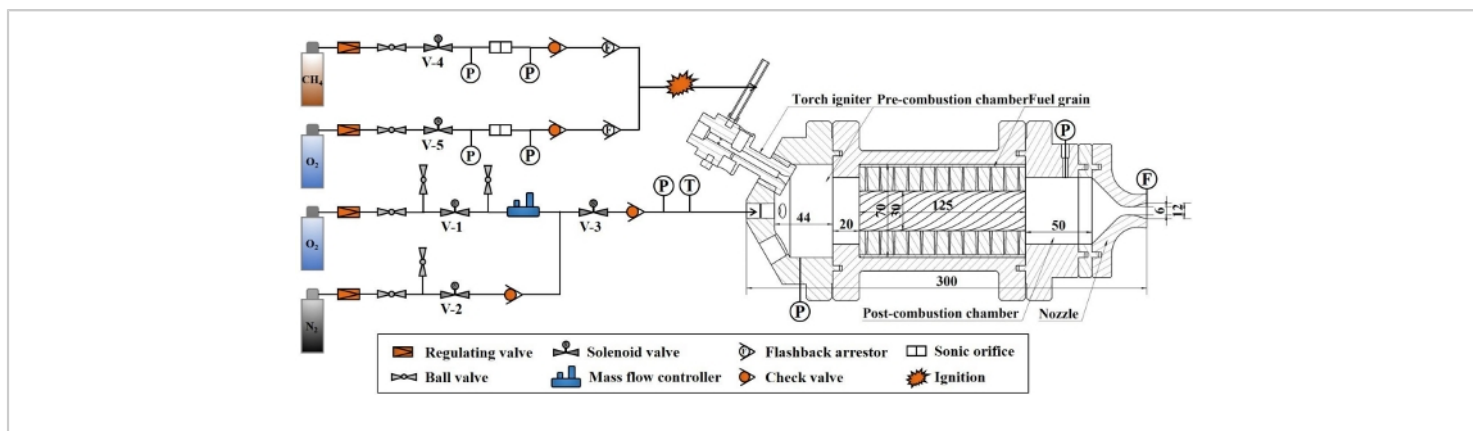 CH4
V-4
P
P
F
O2
V-5
P
P
F
Torch igniter
Pre-combustion chamber
Fuel grain
P
F
O2
V-1
V-3
P
T
44
20
70
30
125
50
6
12
N2
V-2
300
P
Post-combustion chamber
Nozzle
Regulating valve
Solenoid valve
Flashback arrestor
Sonic orifice
Ball valve
Mass flow controller
Check valve
Ignition